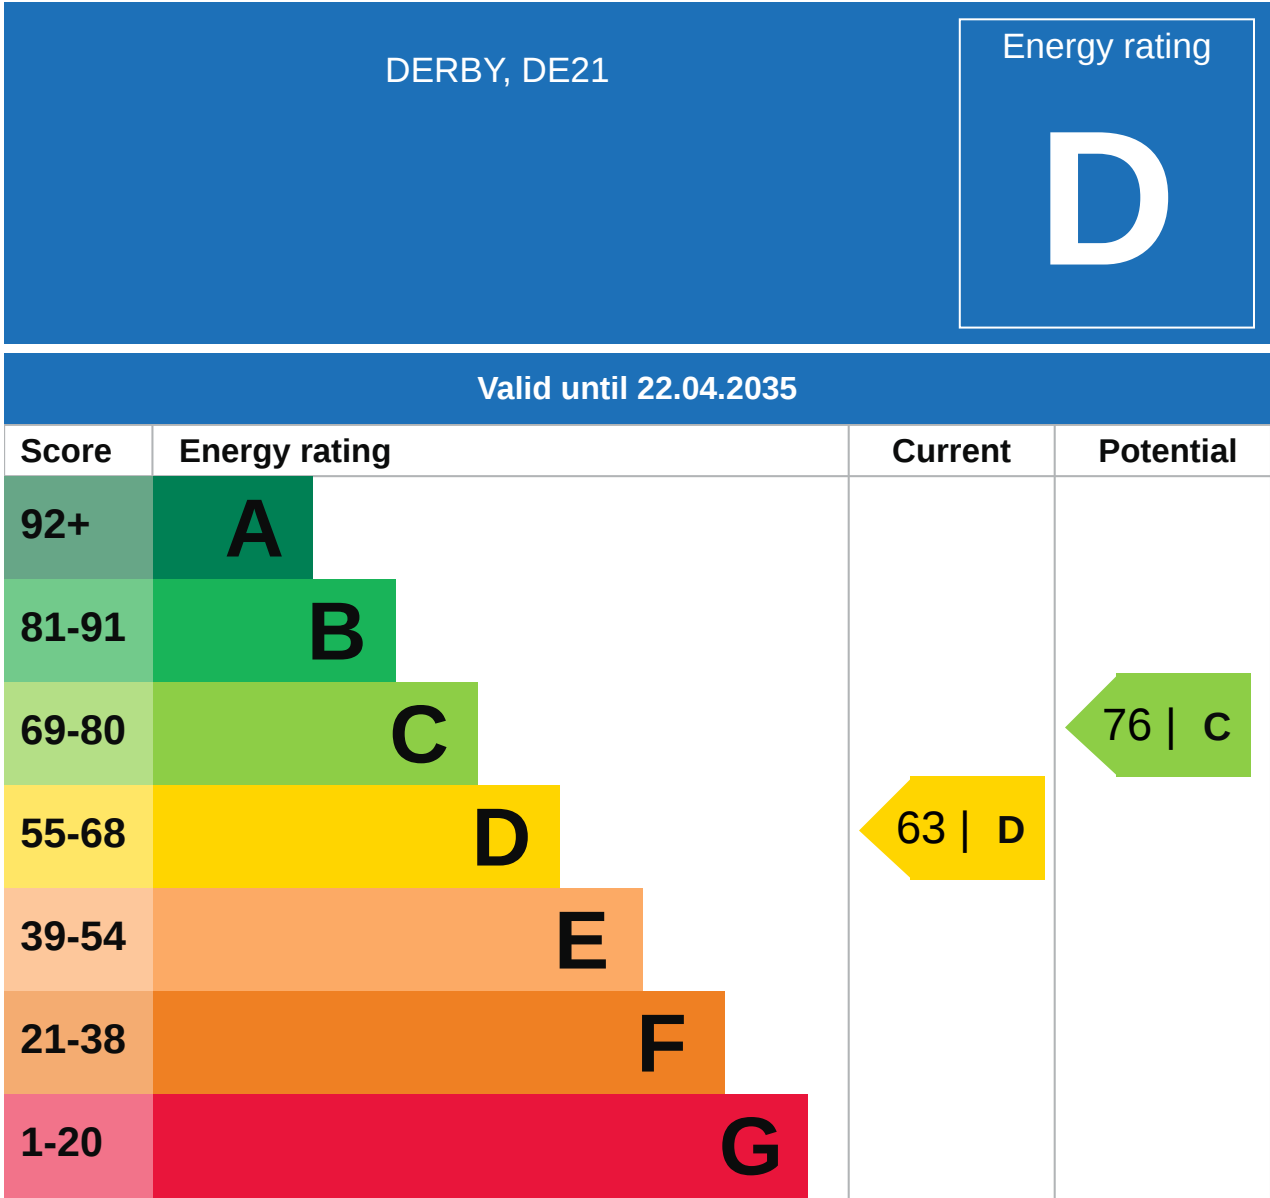 DERBY, DE21
Energy rating
D
Valid until 22.04.2035
Score Energy rating Current Potential
92+ A
81-91 B
69-80 C 76 | C
55-68 D 63 | D
39-54 E
21-38 F
1-20 G